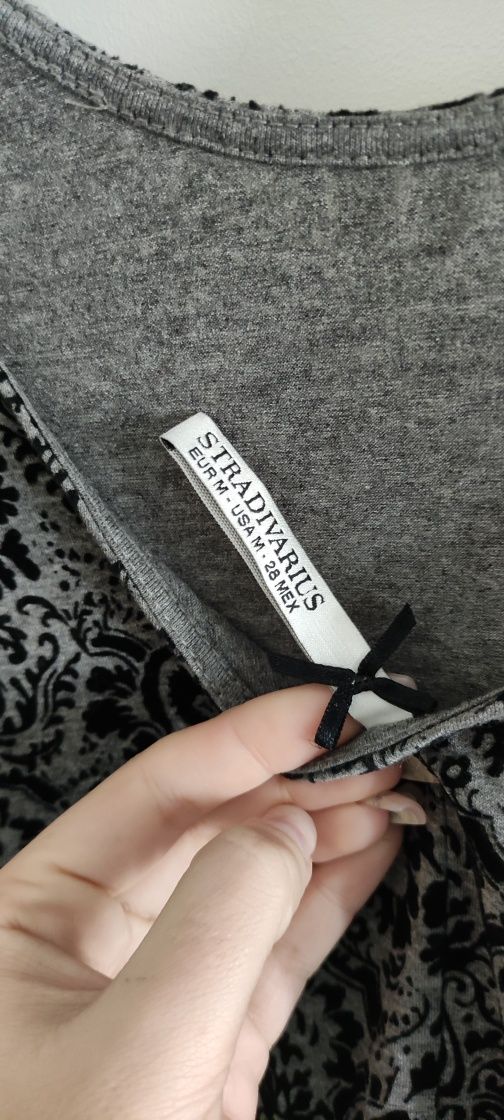 STRADIVARIUS
EUR M - USA M - 28 MEX